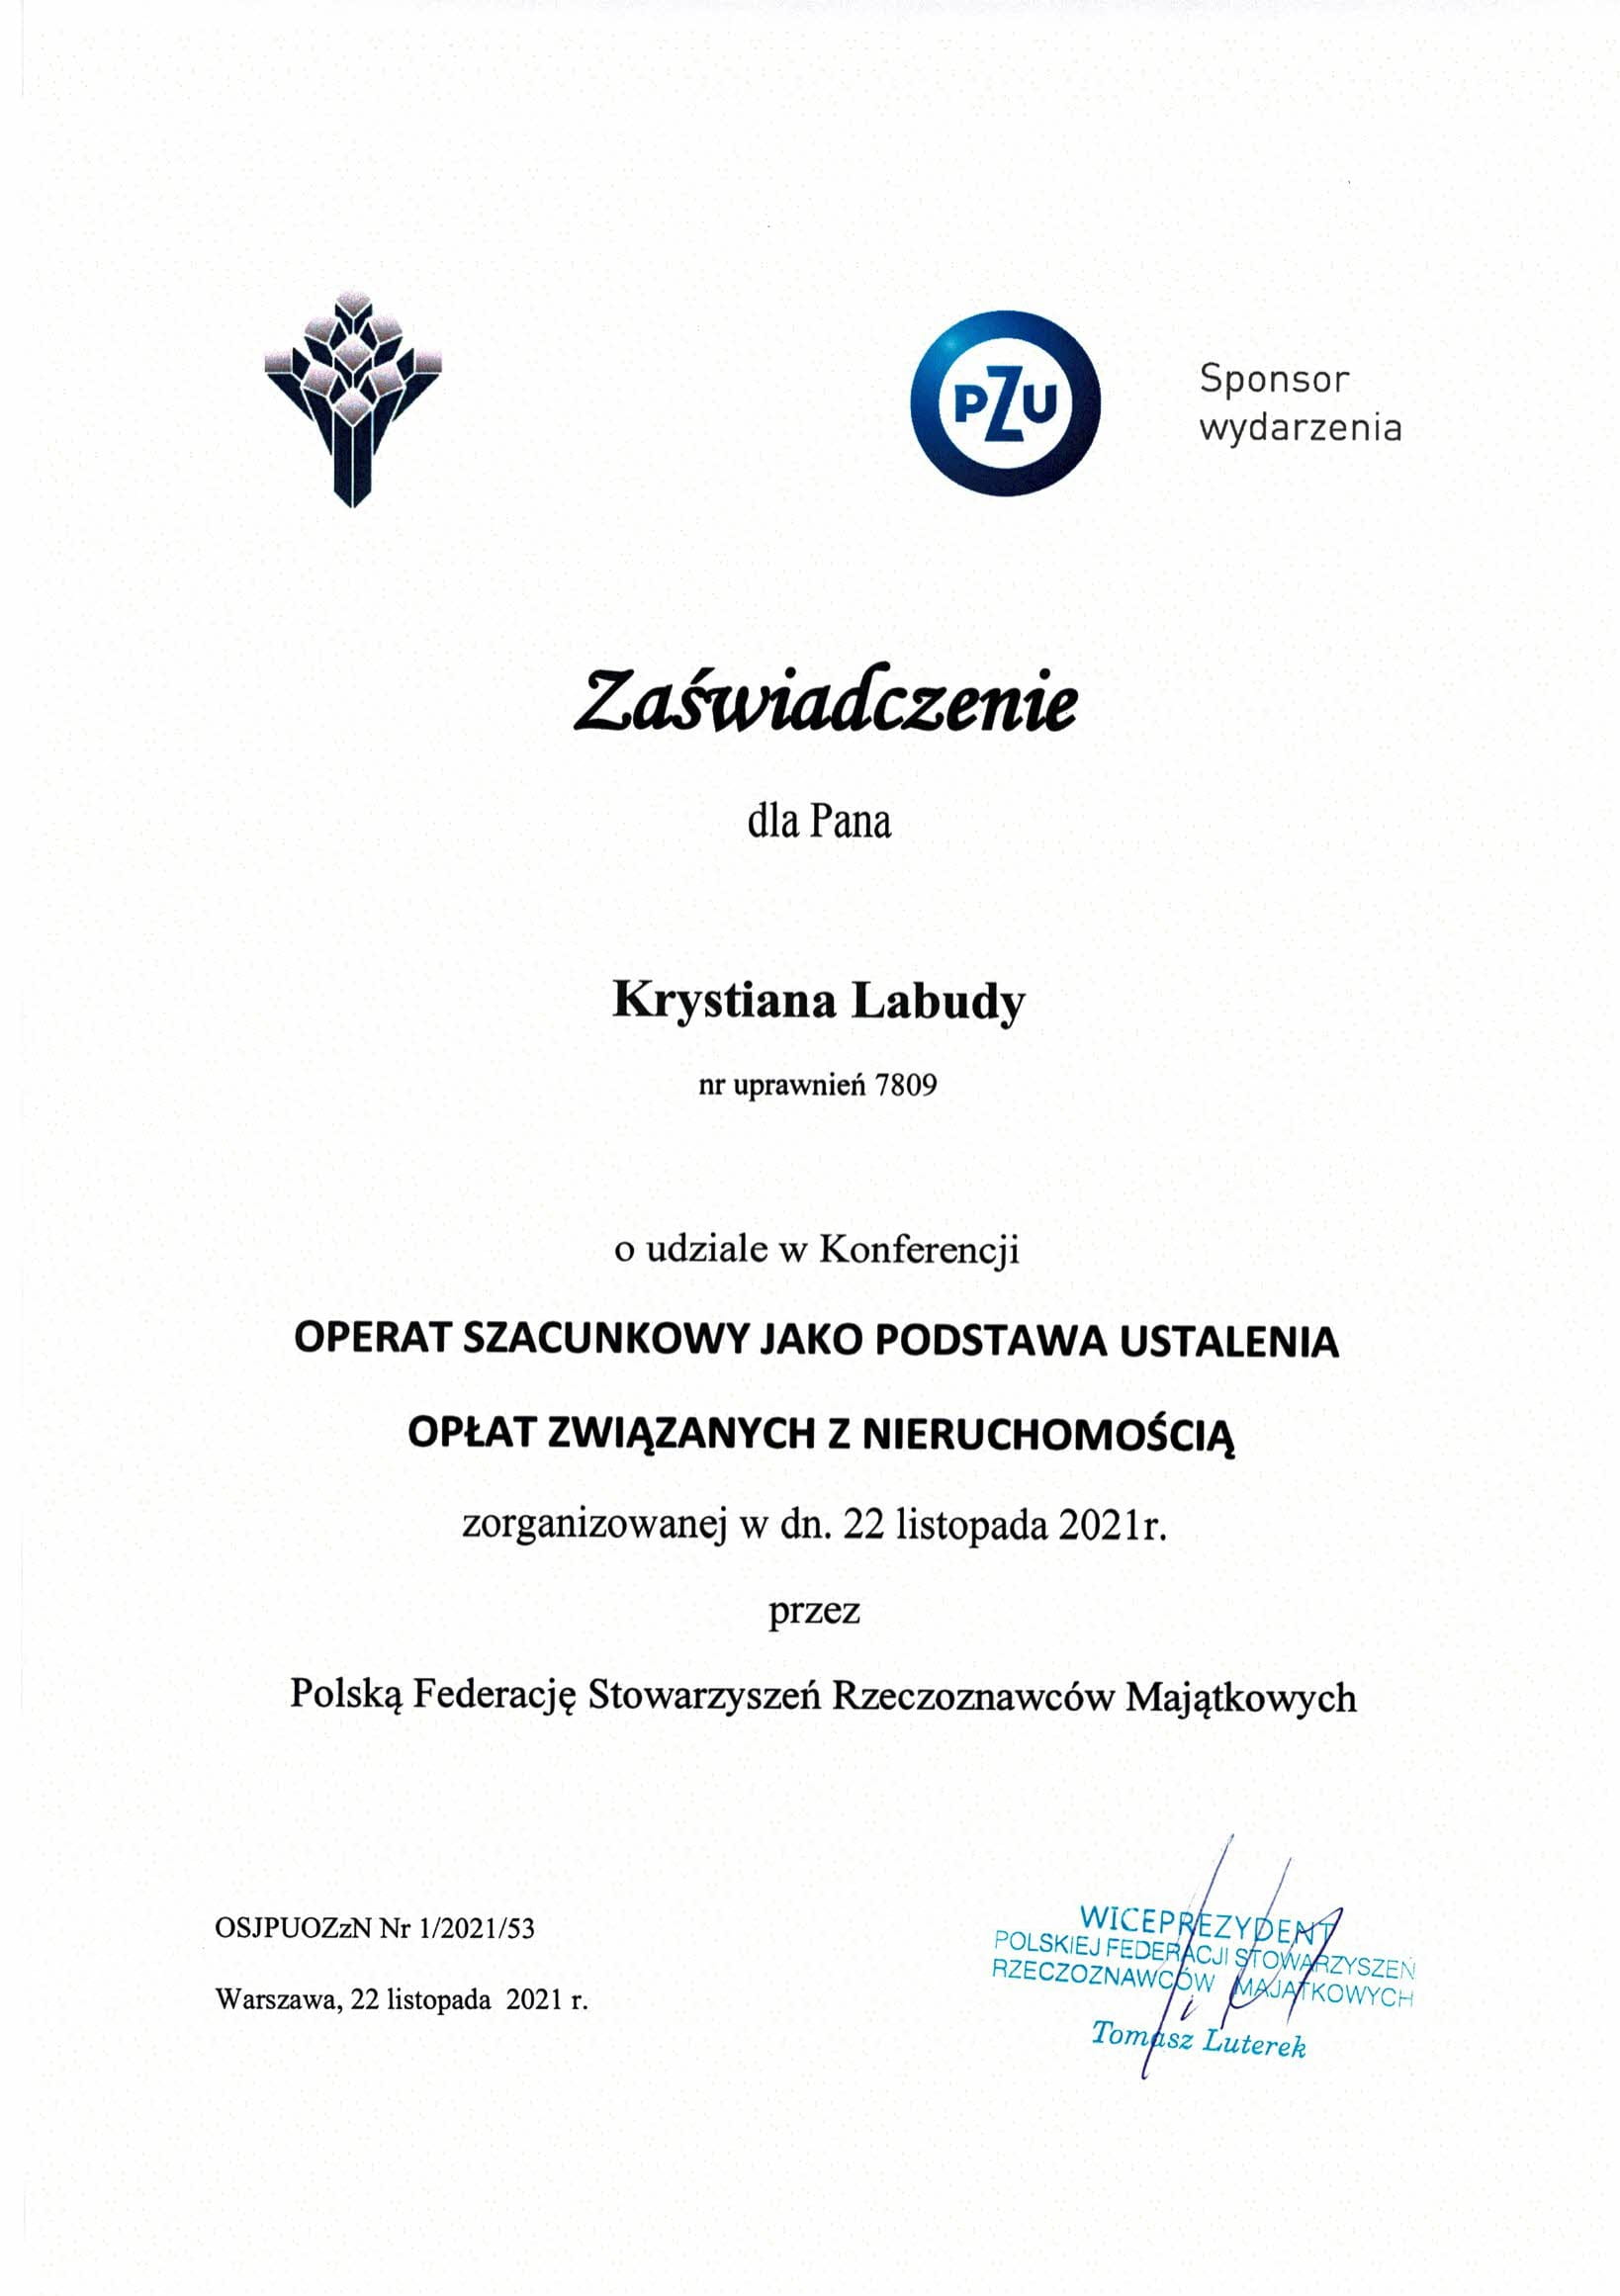 PZU
Sponsor
wydarzenia
Zaświadczenie
dla Pana
Krystiana Labudy
nr uprawnień 7809
o udziale w Konferencji
OPERAT SZACUNKOWY JAKO PODSTAWA USTALENIA
OPŁAT ZWIĄZANYCH Z NIERUCHOMOŚCIĄ
zorganizowanej w dn. 22 listopada 2021r.
przez
Polską Federację Stowarzyszeń Rzeczoznawców Majątkowych
OSJPUOZzN Nr 1/2021/53
Warszawa, 22 listopada 2021 r.
WICEPREZYDENT
POLSKIEJ FEDERACJI STOWARZYSZEŃ
RZECZOZNAWCÓW MAJĄTKOWYCH
Tomasz Luterek